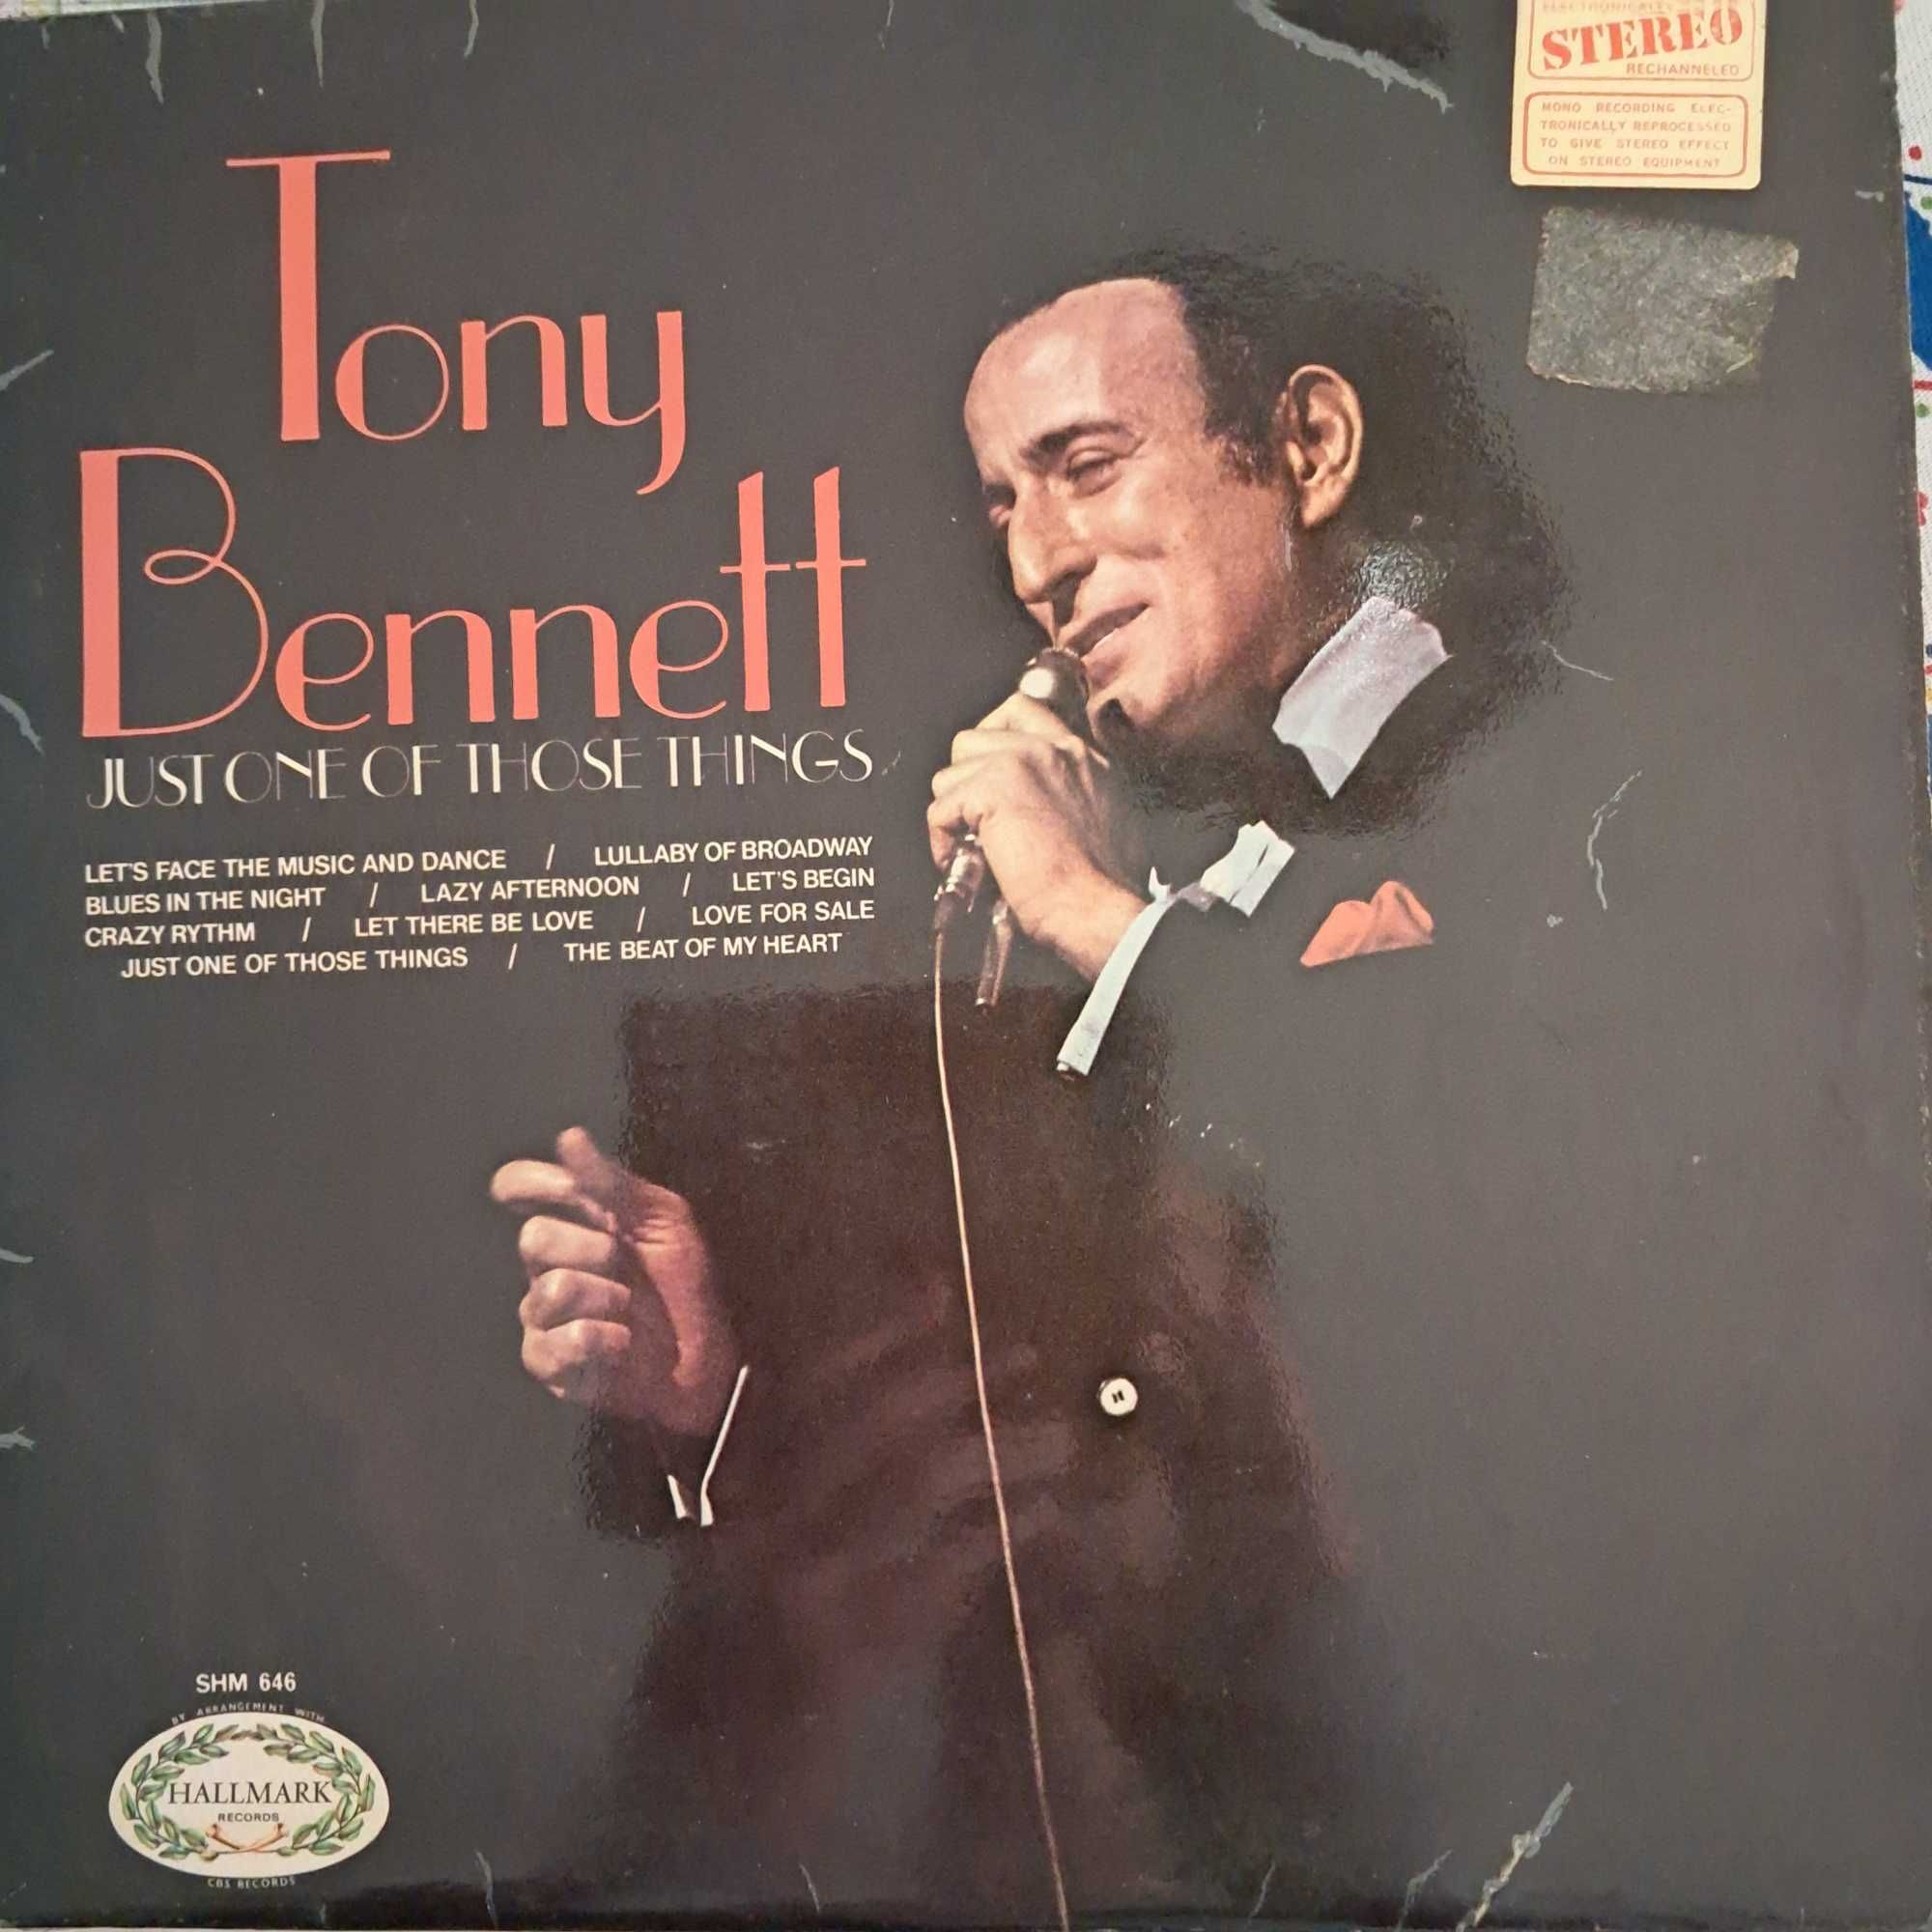 ELECTRONICALLY
STEREO
RECHANNELED
MONO RECORDING ELEC-
TRONICALLY REPROCESSED
TO GIVE STEREO EFFECT
ON STEREO EQUIPMENT
Tony
Bennett
JUST ONE OF THOSE THINGS
LET'S FACE THE MUSIC AND DANCE / LULLABY OF BROADWAY
BLUES IN THE NIGHT / LAZY AFTERNOON / LET'S BEGIN
CRAZY RYTHM / LET THERE BE LOVE / LOVE FOR SALE
JUST ONE OF THOSE THINGS / THE BEAT OF MY HEART
SHM 646
BY ARRANGEMENT WITH
HALLMARK
RECORDS
CBS RECORDS